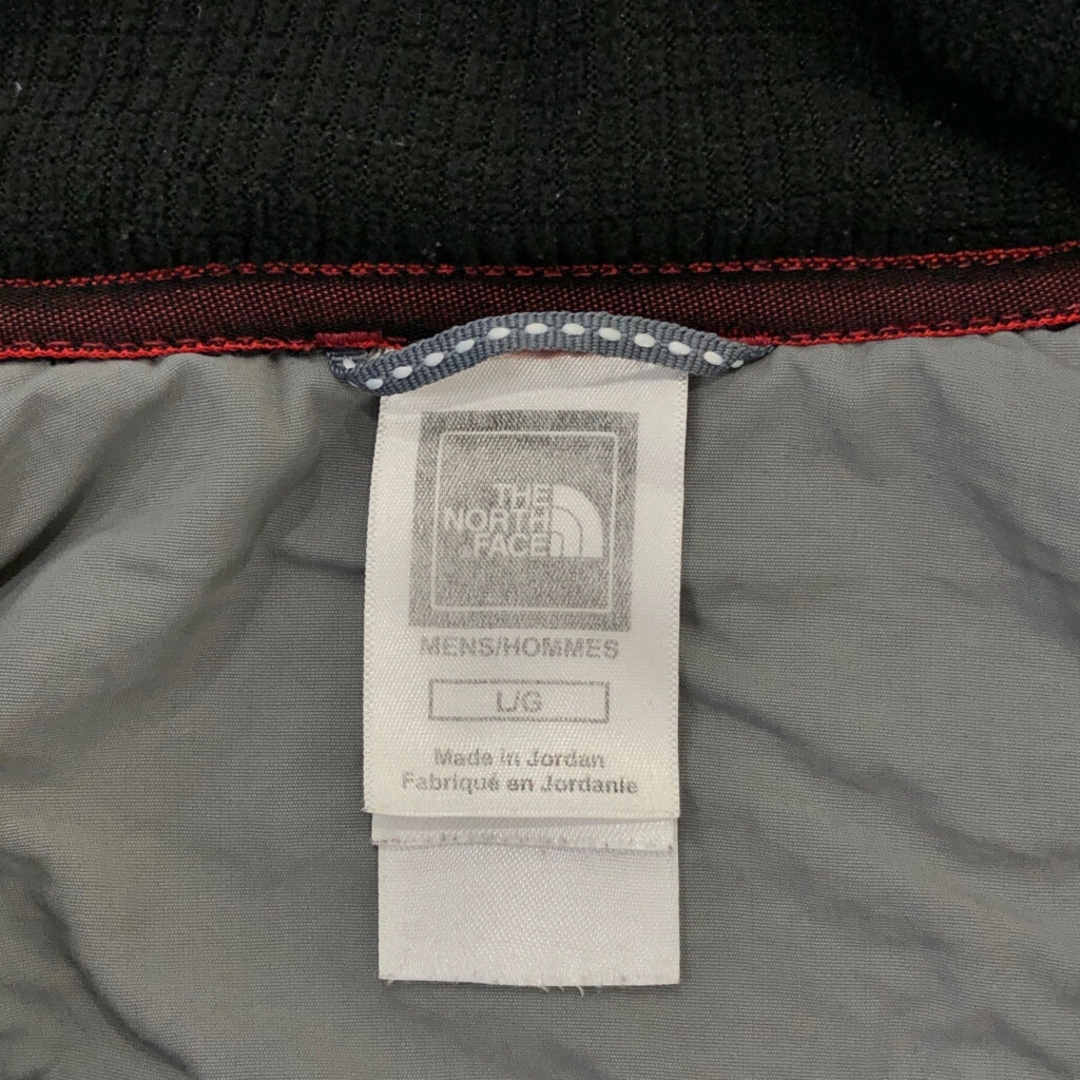 THE
NORTH
FACE
MENS/HOMMES
L/G
Made in Jordan
Fabriqué en Jordanie